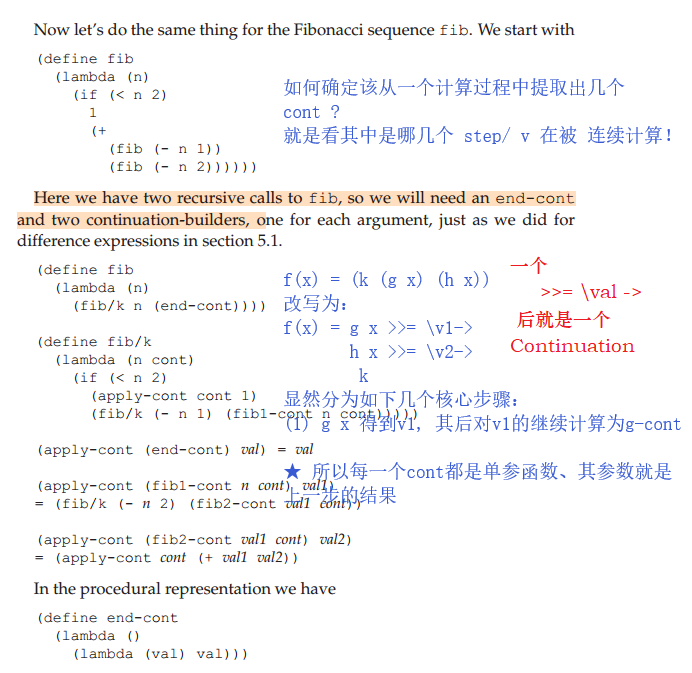 Now let's do the same thing for the Fibonacci sequence fib. We start with
(define fib
(lambda (n)
(if (< n 2)
1
(+
(fib (- n 1))
(fib (- n 2))))))
如何确定该从一个计算过程中提取出几个
cont ?
就是看其中是哪几个 step/ v 在被 连续计算!
Here we have two recursive calls to fib, so we will need an end-cont
and two continuation-builders, one for each argument, just as we did for
difference expressions in section 5.1.
(define fib
(lambda (n)
(fib/k n (end-cont))))
(define fib/k
(lambda (n cont)
(if (< n 2)
(apply-cont cont 1)
(fib/k (- n 1) (fib1-cont n cont)))))
f(x) = (k (g x) (h x))
改写为:
f(x) = g x >>= \v1->
h x >>= \v2->
k
一个
>>= \val ->
后就是一个
Continuation
显然分为如下几个核心步骤:
(1) g x 得到v1, 其后对v1的继续计算为g-cont
(apply-cont (end-cont) val) = val
★ 所以每一个cont都是单参函数、其参数就是
上一步的结果
(apply-cont (fib1-cont n cont) val1)
= (fib/k (- n 2) (fib2-cont val1 cont))
(apply-cont (fib2-cont val1 cont) val2)
= (apply-cont cont (+ val1 val2))
In the procedural representation we have
(define end-cont
(lambda ()
(lambda (val) val)))